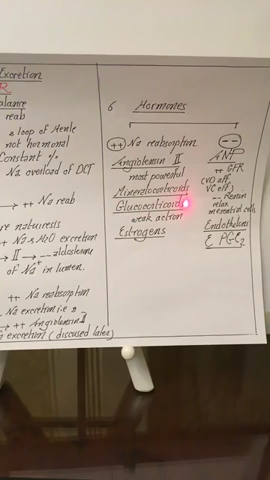 Excretion
R
alance
reab
e loop of Henle
not hormonal
Constant %
Na overload of DCT
→ ++ Na reab
re natriuresis
+ Na & H2O excretion
→ II → -- aldosterone
of Na+ in lumen.
++ Na reabsorption
Na excretion i.e.
→ ++ Angiotensin II
excretion (discussed later)
6 Hormones
++ Na reabsorption
Angiotensin II
most powerful
Mineralocorticoids
Glucocorticoids
weak action
Estrogens
--
ANP
++ GFR
(VD aff,
VC eff)
-- Renin
relax
mesangial cells
Endothelins
& PGE2